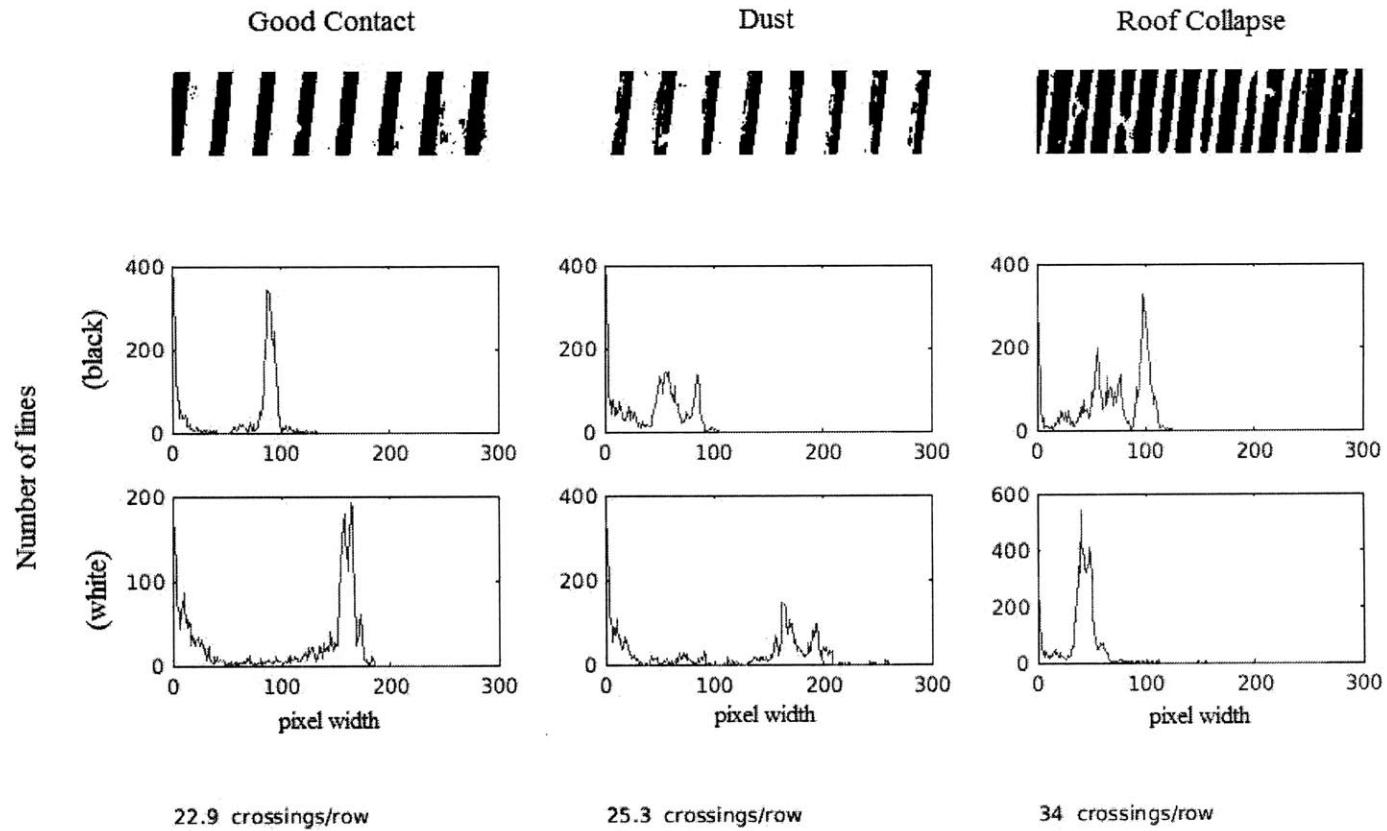 Good Contact Dust Roof Collapse
Number of lines
(black)
400 400 400
200 200 200
0 0 0
0 100 200 300 0 100 200 300 0 100 200 300
(white)
200 400 600
400
100 200
200
0 0 0
0 100 200 300 0 100 200 300 0 100 200 300
pixel width pixel width pixel width
22.9 crossings/row 25.3 crossings/row 34 crossings/row